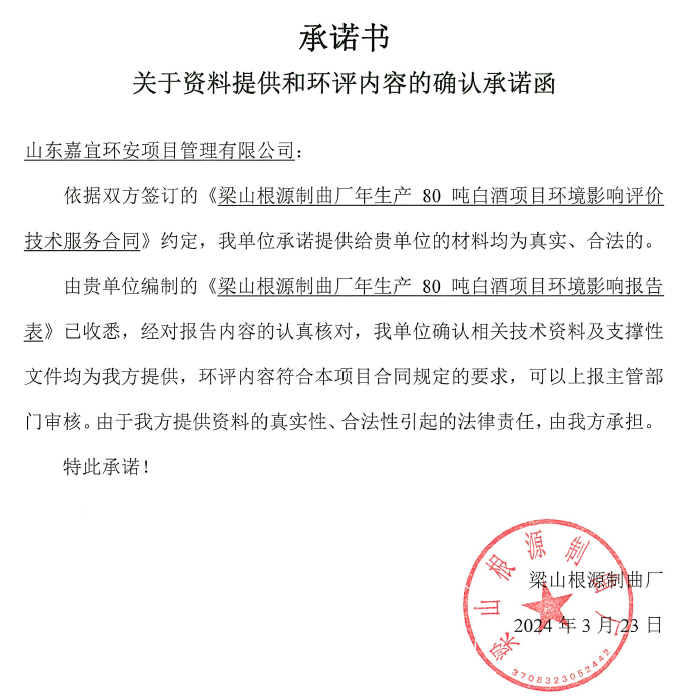 承诺书
关于资料提供和环评内容的确认承诺函
山东嘉宜环安项目管理有限公司：
依据双方签订的《梁山根源制曲厂年生产 80 吨白酒项目环境影响评价
技术服务合同》约定，我单位承诺提供给贵单位的材料均为真实、合法的。
由贵单位编制的《梁山根源制曲厂年生产 80 吨白酒项目环境影响报告
表》已收悉，经对报告内容的认真核对，我单位确认相关技术资料及支撑性
文件均为我方提供，环评内容符合本项目合同规定的要求，可以上报主管部
门审核。由于我方提供资料的真实性、合法性引起的法律责任，由我方承担。
特此承诺！
梁山根源制曲厂
梁山根源制曲厂
2024 年 3 月 23 日
3708323052442